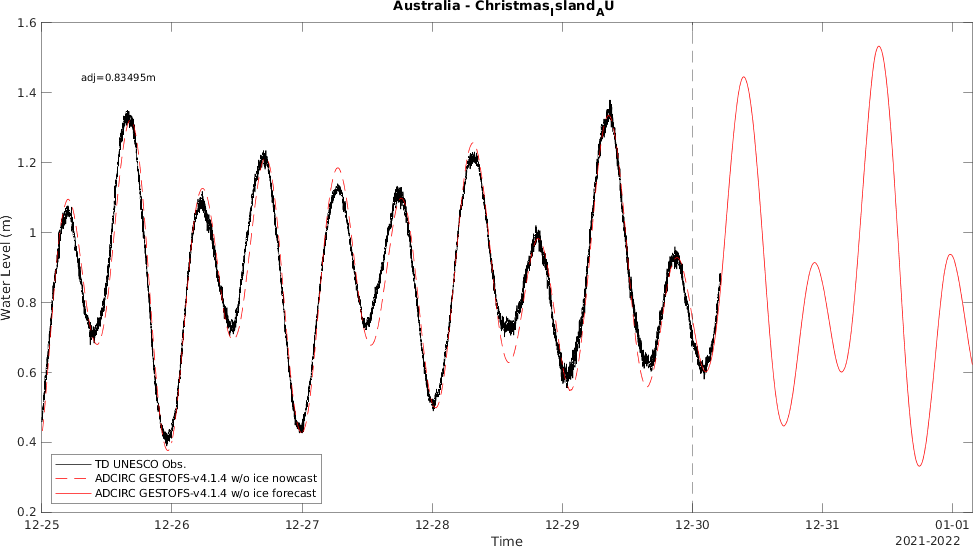 Australia - Christmas_Island_AU
1.6
adj=0.83495m
1.4
1.2
1
0.8
0.6
0.4
0.2
Water Level (m)
TD UNESCO Obs.
ADCIRC GESTOFS-v4.1.4 w/o ice nowcast
ADCIRC GESTOFS-v4.1.4 w/o ice forecast
12-25 12-26 12-27 12-28 12-29 12-30 12-31 01-01
Time
2021-2022